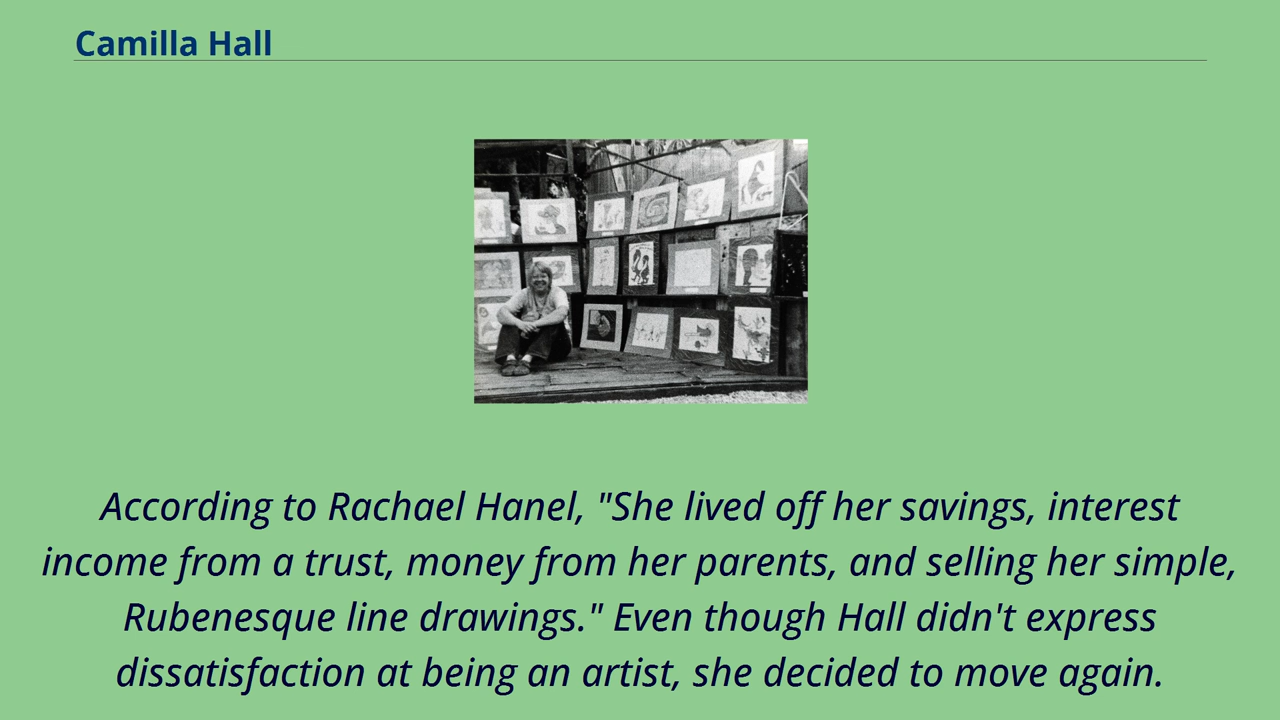 Camilla Hall
According to Rachael Hanel, "She lived off her savings, interest
income from a trust, money from her parents, and selling her simple,
Rubenesque line drawings." Even though Hall didn't express
dissatisfaction at being an artist, she decided to move again.